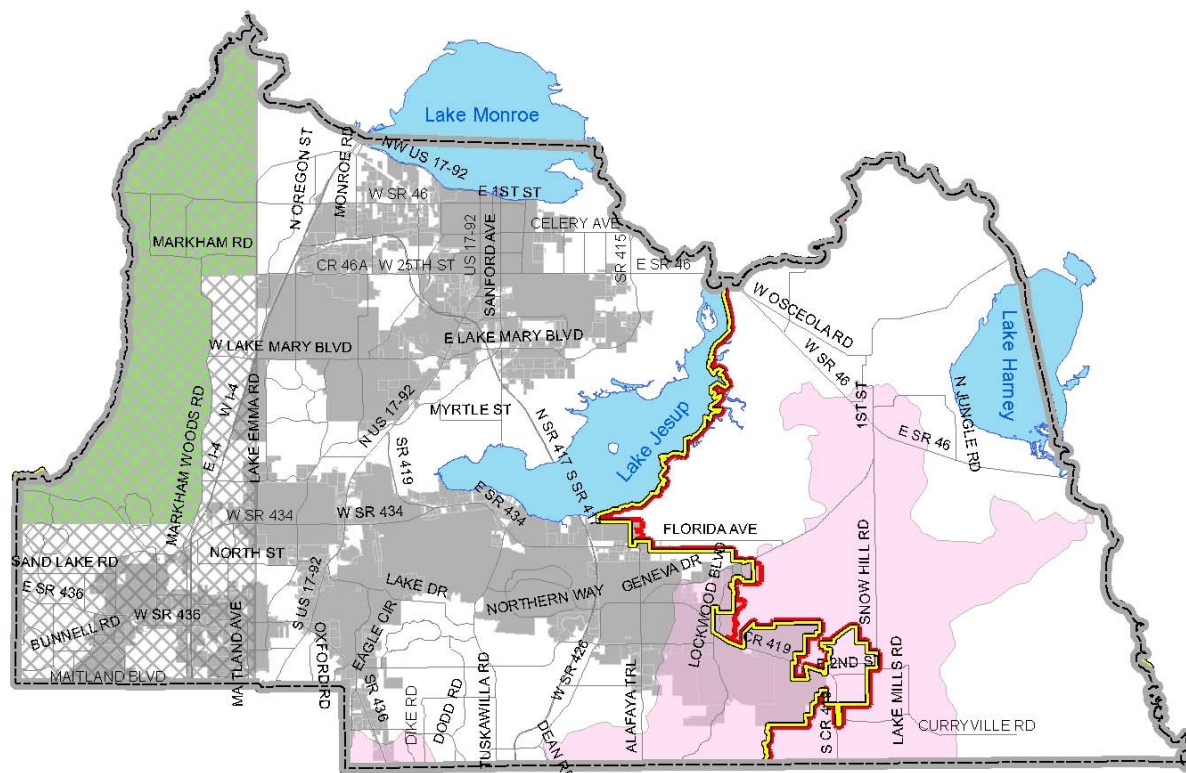 Lake Monroe
NW US 17-92
N OREGON ST
MONROE RD
W SR 46
E 1ST ST
US 17-92
SANFORD AVE
CELERY AVE
MARKHAM RD
CR 46A
W 25TH ST
SR 415
E SR 46
W OSCEOLA RD
Lake Harney
W LAKE MARY BLVD
E LAKE MARY BLVD
W SR 46
N JUNGLE RD
1ST ST
MARKHAM WOODS RD
E I-4
W I-4
LAKE EMMA RD
N US 17-92
MYRTLE ST
SR 419
N SR 417
Lake Jesup
E SR 46
W SR 434
W SR 434
E SR 434
FLORIDA AVE
SAND LAKE RD
NORTH ST
GENEVA DR
LOCKWOOD BLVD
SNOW HILL RD
E SR 436
W SR 436
BUNNELL RD
LAKE DR
NORTHERN WAY
S US 17-92
OXFORD RD
EAGLE CIR
SR 436
MAITLAND AVE
MAITLAND BLVD
CR 419
E 2ND ST
LAKE MILLS RD
DIKE RD
DODD RD
TUSKAWILLA RD
W SR 426
DEAN RD
ALAFAYA TRL
CURRYVILLE RD